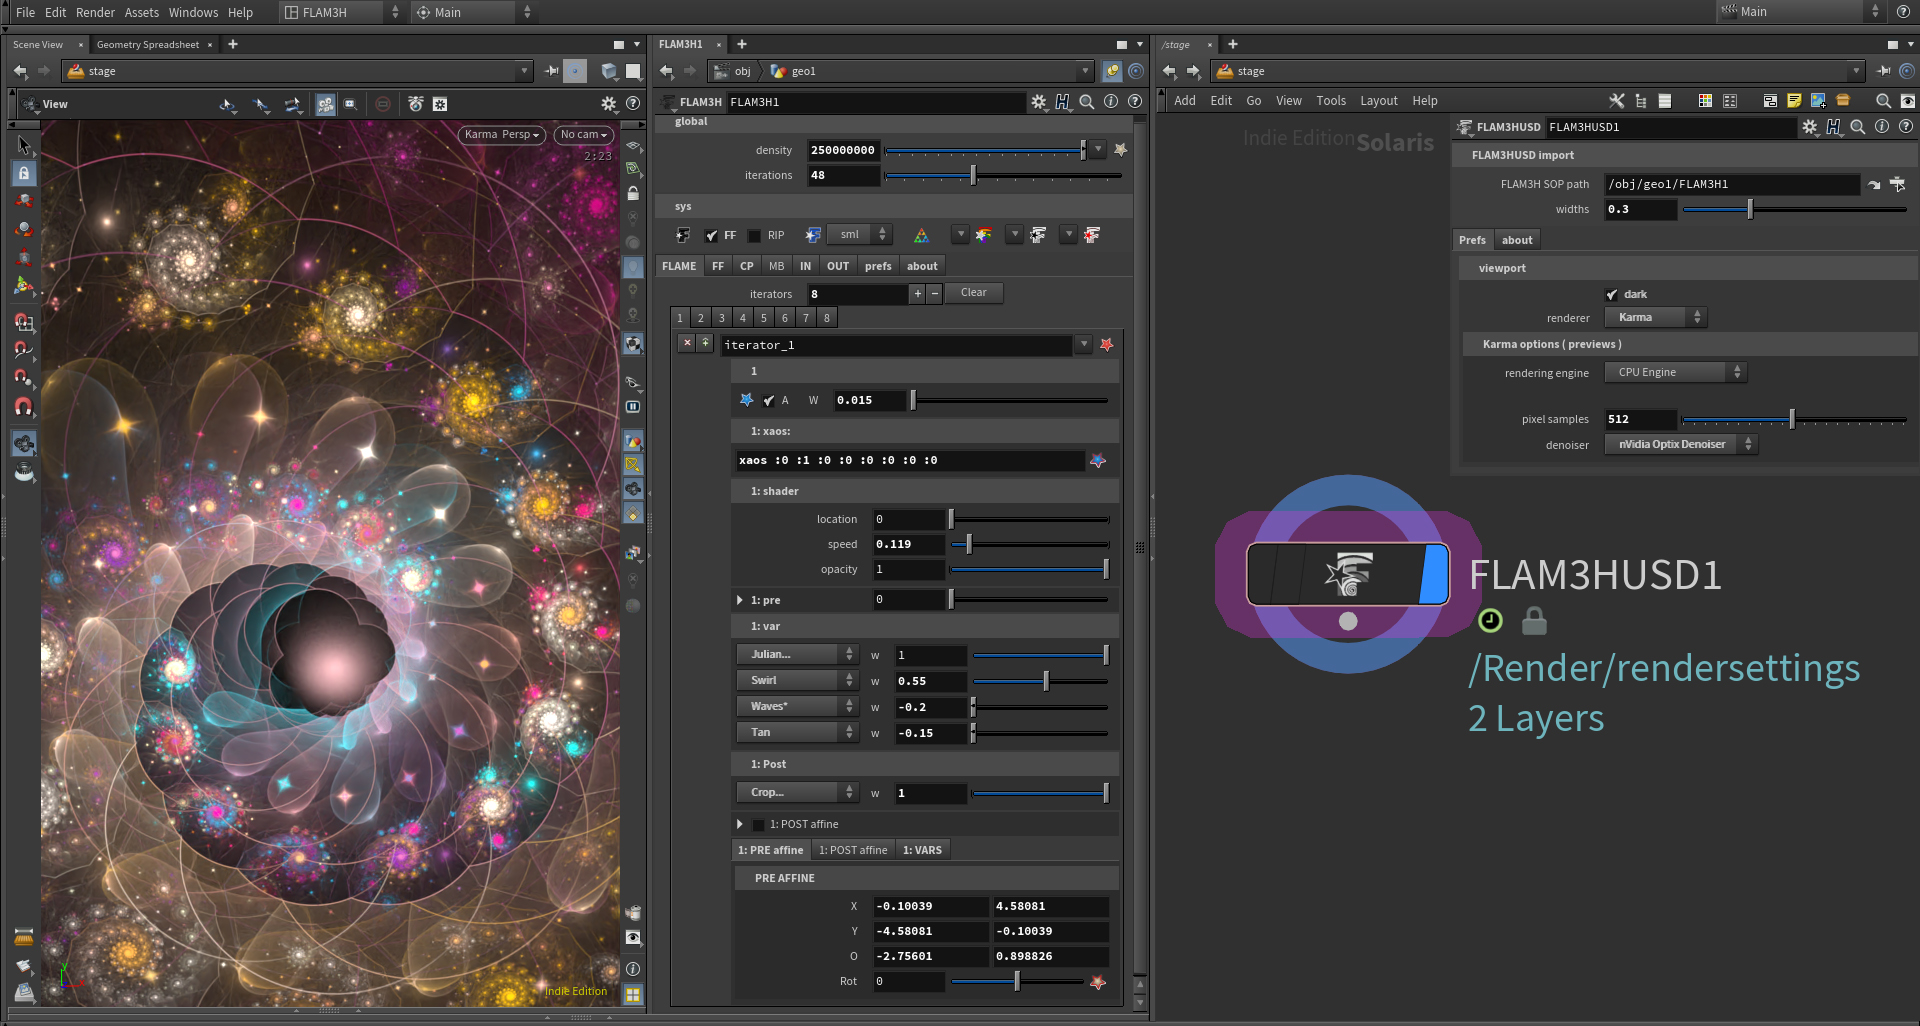 File Edit Render Assets Windows Help FLAM3H Main Main
Scene View Geometry Spreadsheet
stage
View
Karma Persp No cam
2:23
Indie Edition
y
FLAM3H1
obj geo1
FLAM3H FLAM3H1
global
density 250000000
iterations 48
sys
FF RIP sml
FLAME FF CP MB IN OUT prefs about
iterators 8 + − Clear
1 2 3 4 5 6 7 8
iterator_1
1
A W 0.015
1: xaos:
xaos :0 :1 :0 :0 :0 :0 :0 :0
1: shader
location 0
speed 0.119
opacity 1
1: pre 0
1: var
Julian... w 1
Swirl w 0.55
Waves* w -0.2
Tan w -0.15
1: Post
Crop... w 1
1: POST affine
1: PRE affine 1: POST affine 1: VARS
PRE AFFINE
X -0.10039 4.58081
Y -4.58081 -0.10039
O -2.75601 0.898826
Rot 0
/stage
stage
Add Edit Go View Tools Layout Help
Indie Edition Solaris
FLAM3HUSD FLAM3HUSD1
FLAM3HUSD import
FLAM3H SOP path /obj/geo1/FLAM3H1
widths 0.3
Prefs about
viewport
dark
renderer Karma
Karma options ( previews )
rendering engine CPU Engine
pixel samples 512
denoiser nVidia Optix Denoiser
FLAM3HUSD1
/Render/rendersettings
2 Layers